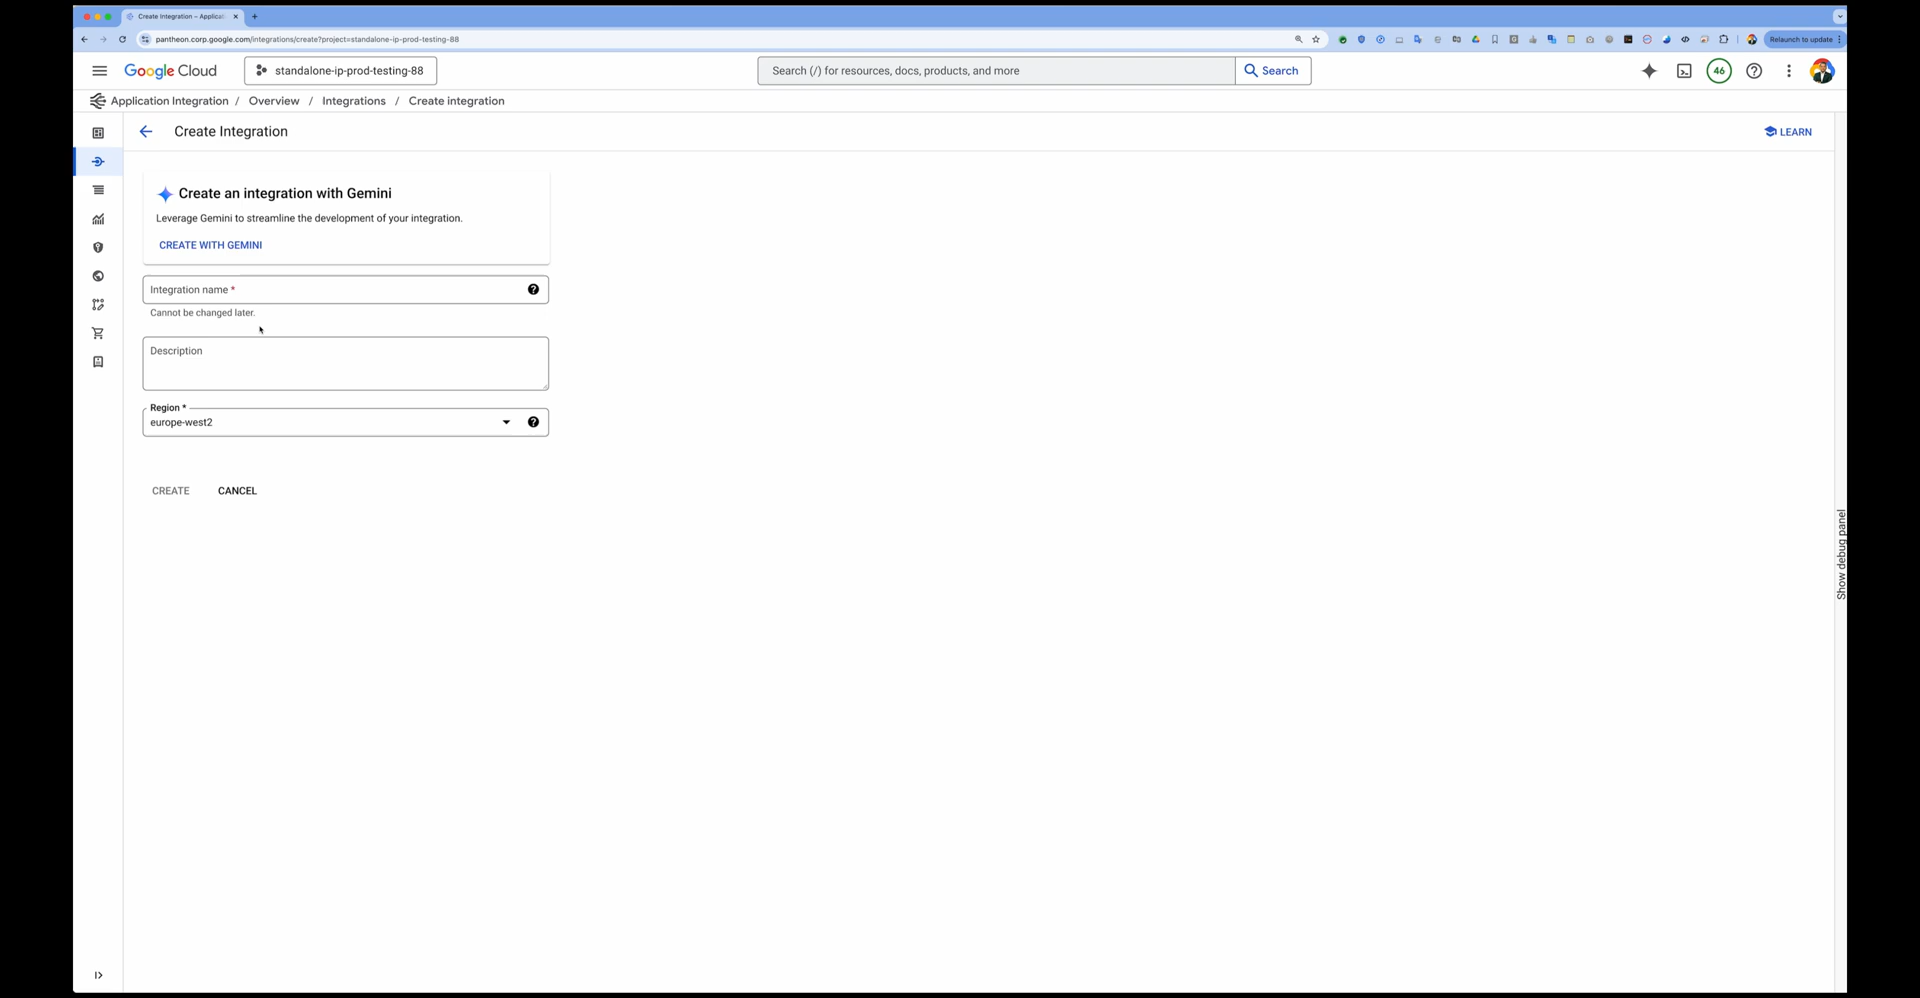 Create Integration – Applica
pantheon.corp.google.com/integrations/create?project=standalone-ip-prod-testing-88
Relaunch to update
Google Cloud
standalone-ip-prod-testing-88
Search (/) for resources, docs, products, and more
Search
46
Application Integration / Overview / Integrations / Create integration
Create Integration
LEARN
Create an integration with Gemini
Leverage Gemini to streamline the development of your integration.
CREATE WITH GEMINI
Integration name *
Cannot be changed later.
Description
Region *
europe-west2
CREATE
CANCEL
Show debug panel